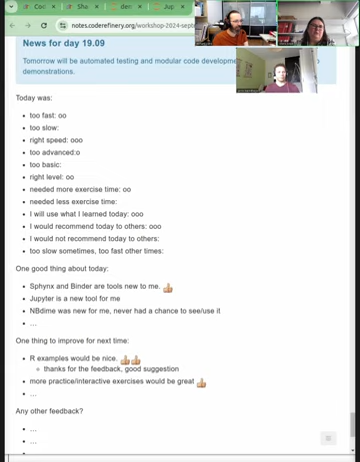 Co
Sha
den
Jup
notes.coderefinery.org/workshop-2024-septe
News for day 19.09
Tomorrow will be automated testing and modular code developme
demonstrations.
Today was:
too fast: oo
too slow:
right speed: ooo
too advanced:o
too basic:
right level: oo
needed more exercise time: oo
needed less exercise time:
I will use what I learned today: ooo
I would recommend today to others: ooo
I would not recommend today to others:
too slow sometimes, too fast other times:
One good thing about today:
Sphynx and Binder are tools new to me.
Jupyter is a new tool for me
NBdime was new for me, never had a chance to see/use it
...
One thing to improve for next time:
R examples would be nice.
thanks for the feedback, good suggestion
more practice/interactive exercises would be great
...
Any other feedback?
...
...